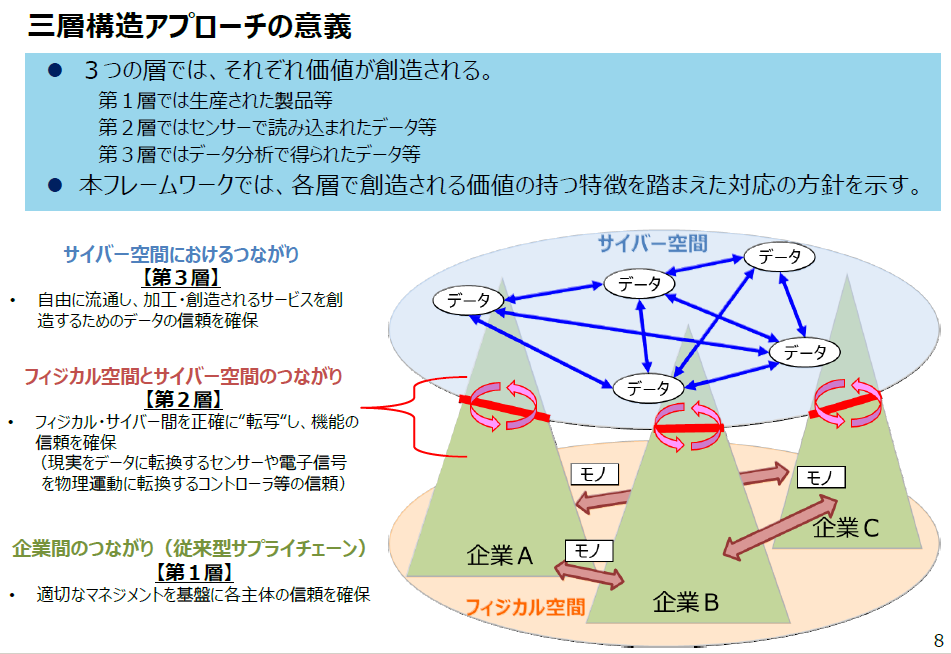 三層構造アプローチの意義
● ３つの層では、それぞれ価値が創造される。
第１層では生産された製品等
第２層ではセンサーで読み込まれたデータ等
第３層ではデータ分析で得られたデータ等
● 本フレームワークでは、各層で創造される価値の持つ特徴を踏まえた対応の方針を示す。
サイバー空間におけるつながり
【第３層】
• 自由に流通し、加工・創造されるサービスを創
造するためのデータの信頼を確保
フィジカル空間とサイバー空間のつながり
【第２層】
• フィジカル・サイバー間を正確に“転写“し、機能の
信頼を確保
（現実をデータに転換するセンサーや電子信号
を物理運動に転換するコントローラ等の信頼）
企業間のつながり（従来型サプライチェーン）
【第１層】
• 適切なマネジメントを基盤に各主体の信頼を確保
サイバー空間
データ
データ
データ
データ
データ
モノ
モノ
企業C
モノ
企業A
企業B
フィジカル空間
8